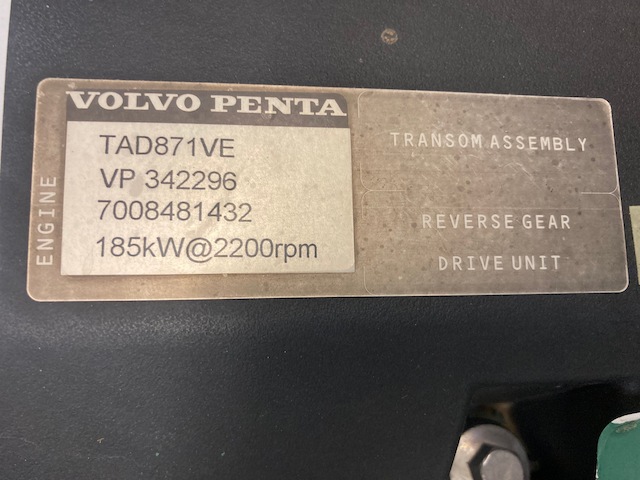 VOLVO PENTA
ENGINE
TAD871VE
VP 342296
7008481432
185kW@2200rpm
TRANSOM ASSEMBLY
REVERSE GEAR
DRIVE UNIT